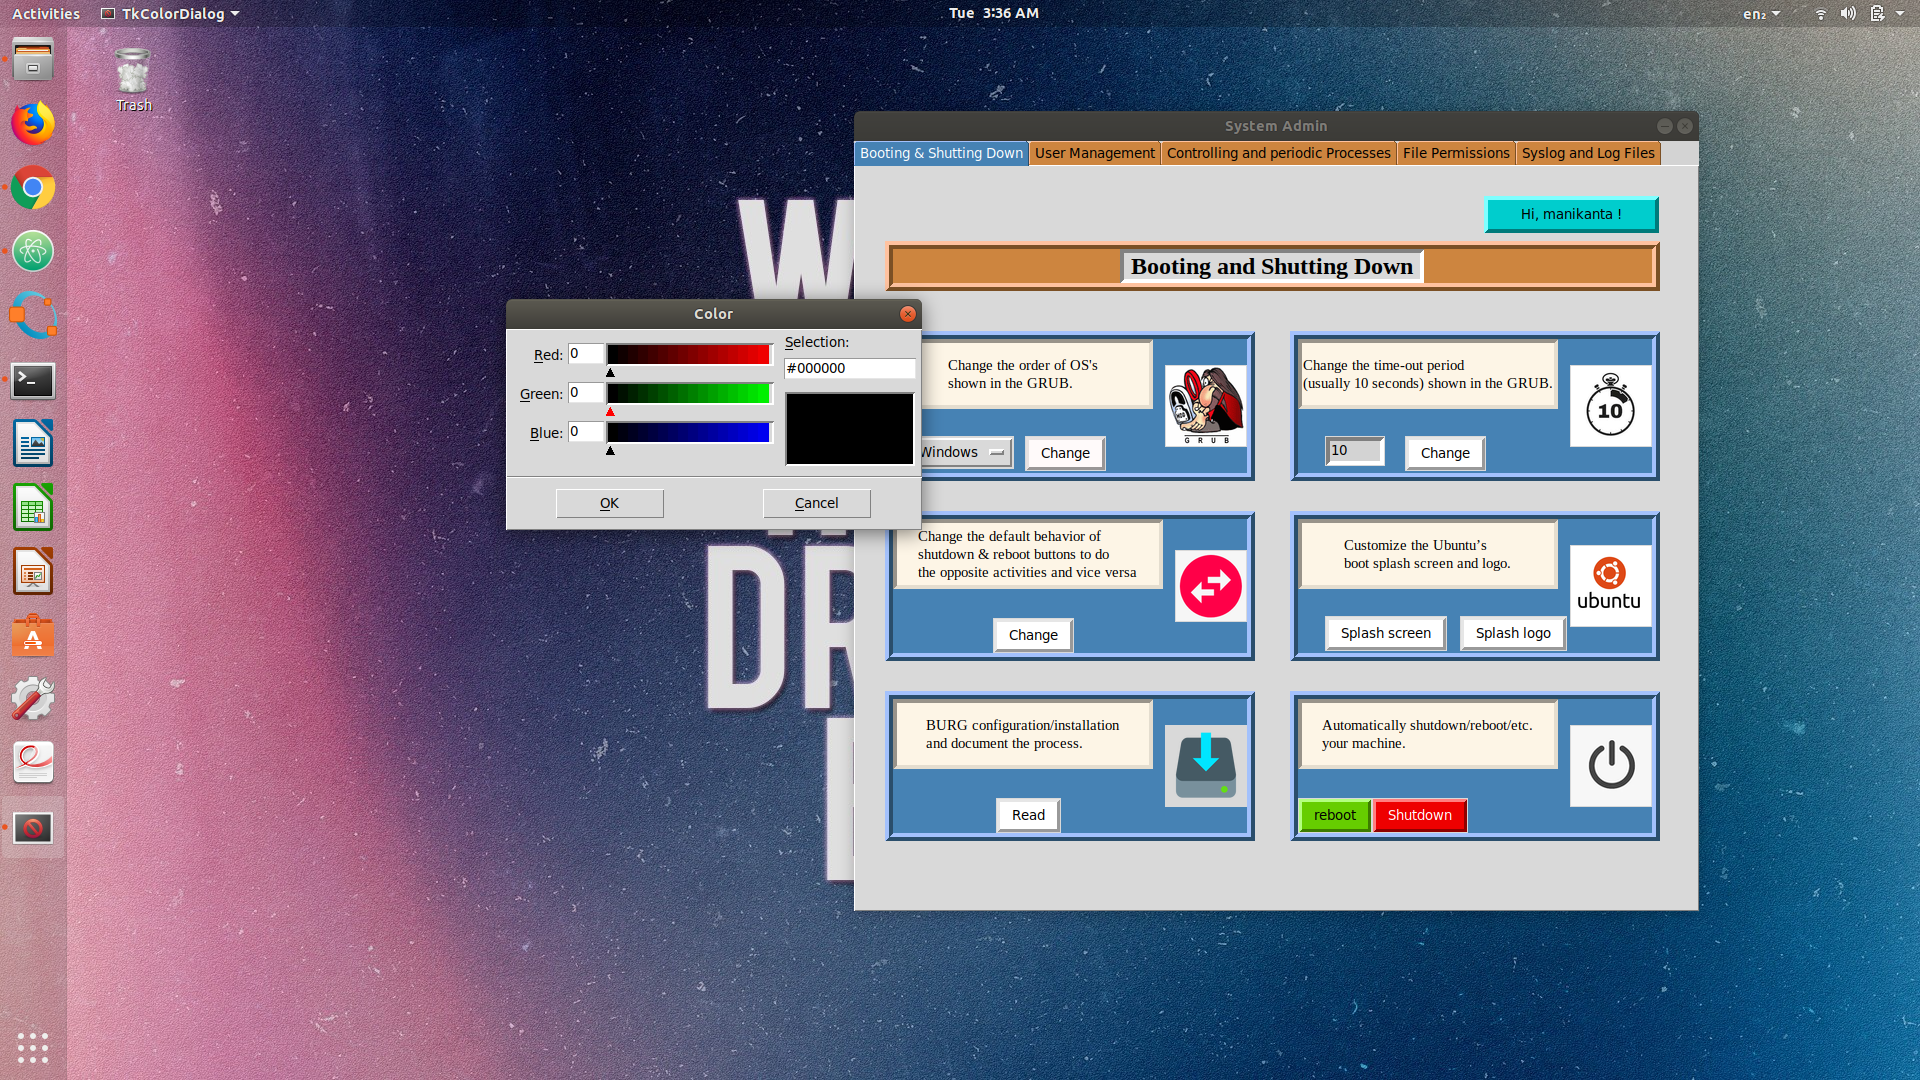 Activities
TkColorDialog
Tue 3:36 AM
en₂
Trash
System Admin
Booting & Shutting Down
User Management
Controlling and periodic Processes
File Permissions
Syslog and Log Files
Hi, manikanta !
Booting and Shutting Down
Color
Red: 0
Green: 0
Blue: 0
Selection:
#000000
OK
Cancel
Change the order of OS's
shown in the GRUB.
Windows
Change
GRUB
Change the time-out period
(usually 10 seconds) shown in the GRUB.
10
Change
10
Change the default behavior of
shutdown & reboot buttons to do
the opposite activities and vice versa
Change
Customize the Ubuntu’s
boot splash screen and logo.
Splash screen
Splash logo
ubuntu
BURG configuration/installation
and document the process.
Read
Automatically shutdown/reboot/etc.
your machine.
reboot
Shutdown
W
DR